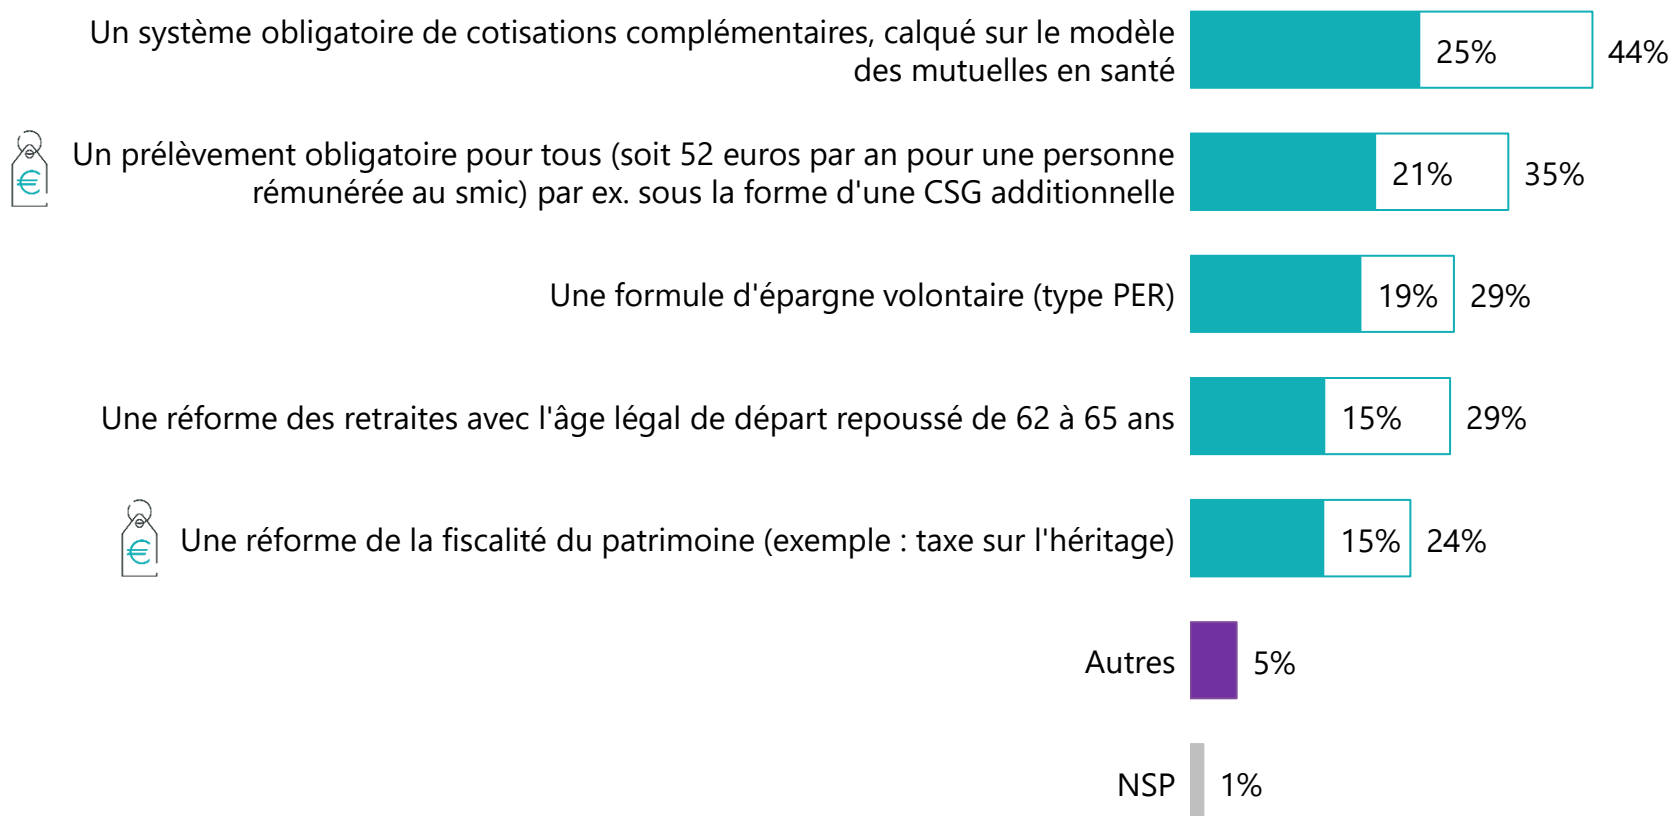 Un système obligatoire de cotisations complémentaires, calqué sur le modèle
des mutuelles en santé
25% 44%
Un prélèvement obligatoire pour tous (soit 52 euros par an pour une personne
rémunérée au smic) par ex. sous la forme d'une CSG additionnelle
€
21% 35%
Une formule d'épargne volontaire (type PER) 19% 29%
Une réforme des retraites avec l'âge légal de départ repoussé de 62 à 65 ans 15% 29%
€ Une réforme de la fiscalité du patrimoine (exemple : taxe sur l'héritage) 15% 24%
Autres 5%
NSP 1%